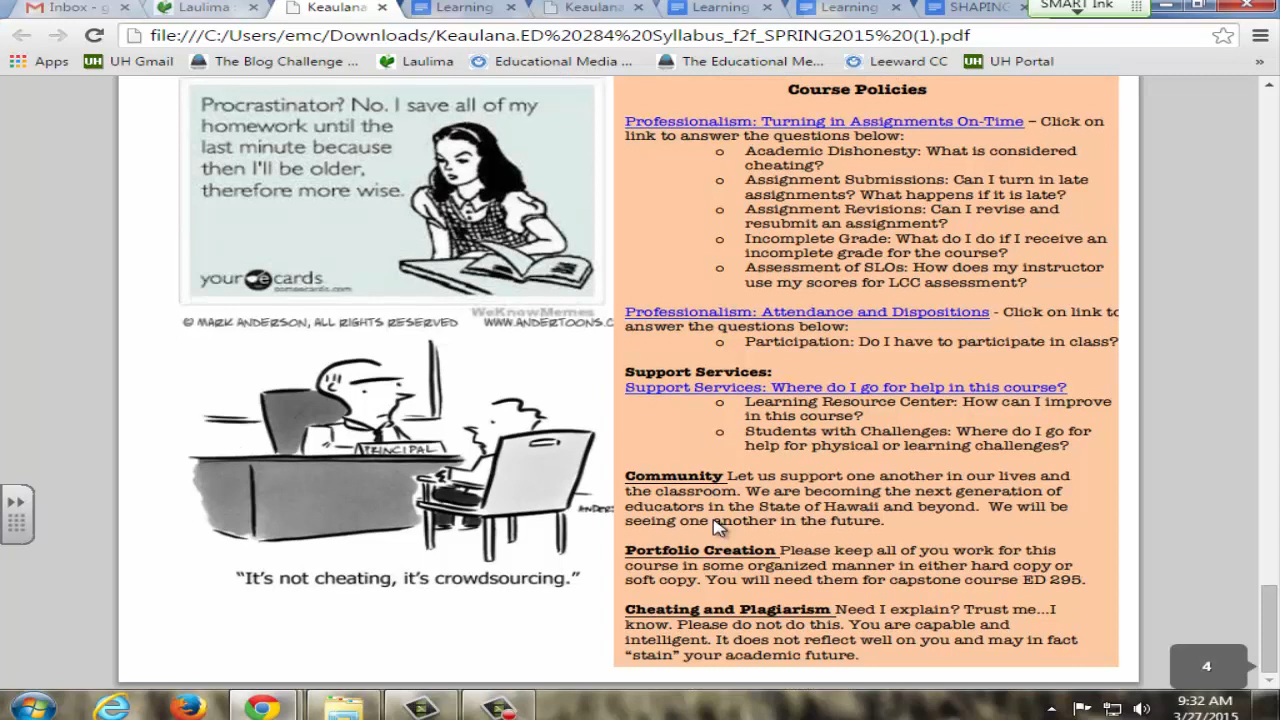 Inbox - g
Laulima :
Keaulana
Learning
Keaulana.
Learning
Learning
SHAPING
SMART Ink
file:///C:/Users/emc/Downloads/Keaulana.ED%20284%20Syllabus_f2f_SPRING2015%20(1).pdf
Apps
UH UH Gmail
The Blog Challenge ...
Laulima
Educational Media ...
The Educational Me...
Leeward CC
UH UH Portal
»
Procrastinator? No. I save all of my
homework until the
last minute because
then I'll be older,
therefore more wise.
your e cards
someecards.com
WeKnowMemes
© MARK ANDERSON, ALL RIGHTS RESERVED WWW.ANDERTOONS.C
PRINCIPAL
ANDERS
“It's not cheating, it's crowdsourcing.”
Course Policies
Professionalism: Turning in Assignments On-Time – Click on
link to answer the questions below:
o Academic Dishonesty: What is considered
cheating?
o Assignment Submissions: Can I turn in late
assignments? What happens if it is late?
o Assignment Revisions: Can I revise and
resubmit an assignment?
o Incomplete Grade: What do I do if I receive an
incomplete grade for the course?
o Assessment of SLOs: How does my instructor
use my scores for LCC assessment?
Professionalism: Attendance and Dispositions - Click on link to
answer the questions below:
o Participation: Do I have to participate in class?
Support Services:
Support Services: Where do I go for help in this course?
o Learning Resource Center: How can I improve
in this course?
o Students with Challenges: Where do I go for
help for physical or learning challenges?
Community Let us support one another in our lives and
the classroom. We are becoming the next generation of
educators in the State of Hawaii and beyond. We will be
seeing one another in the future.
Portfolio Creation Please keep all of you work for this
course in some organized manner in either hard copy or
soft copy. You will need them for capstone course ED 295.
Cheating and Plagiarism Need I explain? Trust me...I
know. Please do not do this. You are capable and
intelligent. It does not reflect well on you and may in fact
“stain” your academic future.
4
9:32 AM
3/27/2015